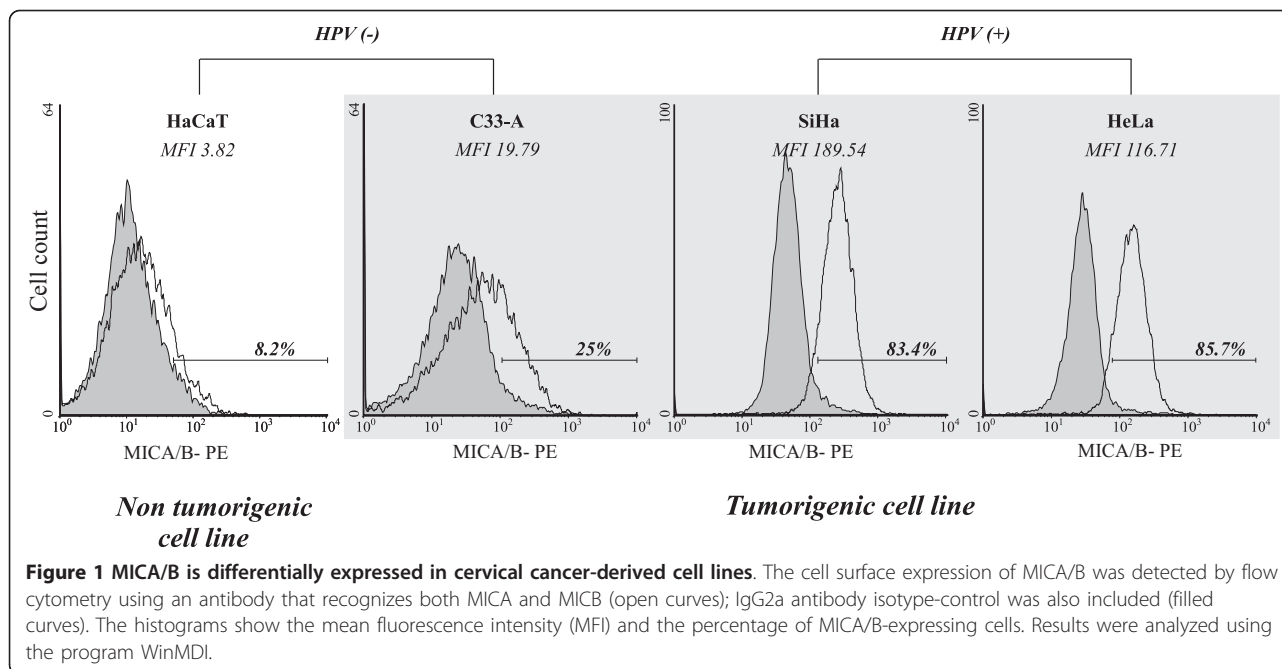 HPV (-)
HPV (+)
64
HaCaT
MFI 3.82
8.2%
Cell count
0
10^0 10^1 10^2 10^3 10^4
MICA/B- PE
64
C33-A
MFI 19.79
25%
0
10^0 10^1 10^2 10^3 10^4
MICA/B- PE
100
SiHa
MFI 189.54
83.4%
0
10^0 10^1 10^2 10^3 10^4
MICA/B- PE
100
HeLa
MFI 116.71
85.7%
0
10^0 10^1 10^2 10^3 10^4
MICA/B- PE
Non tumorigenic
cell line
Tumorigenic cell line
Figure 1 MICA/B is differentially expressed in cervical cancer-derived cell lines. The cell surface expression of MICA/B was detected by flow
cytometry using an antibody that recognizes both MICA and MICB (open curves); IgG2a antibody isotype-control was also included (filled
curves). The histograms show the mean fluorescence intensity (MFI) and the percentage of MICA/B-expressing cells. Results were analyzed using
the program WinMDI.